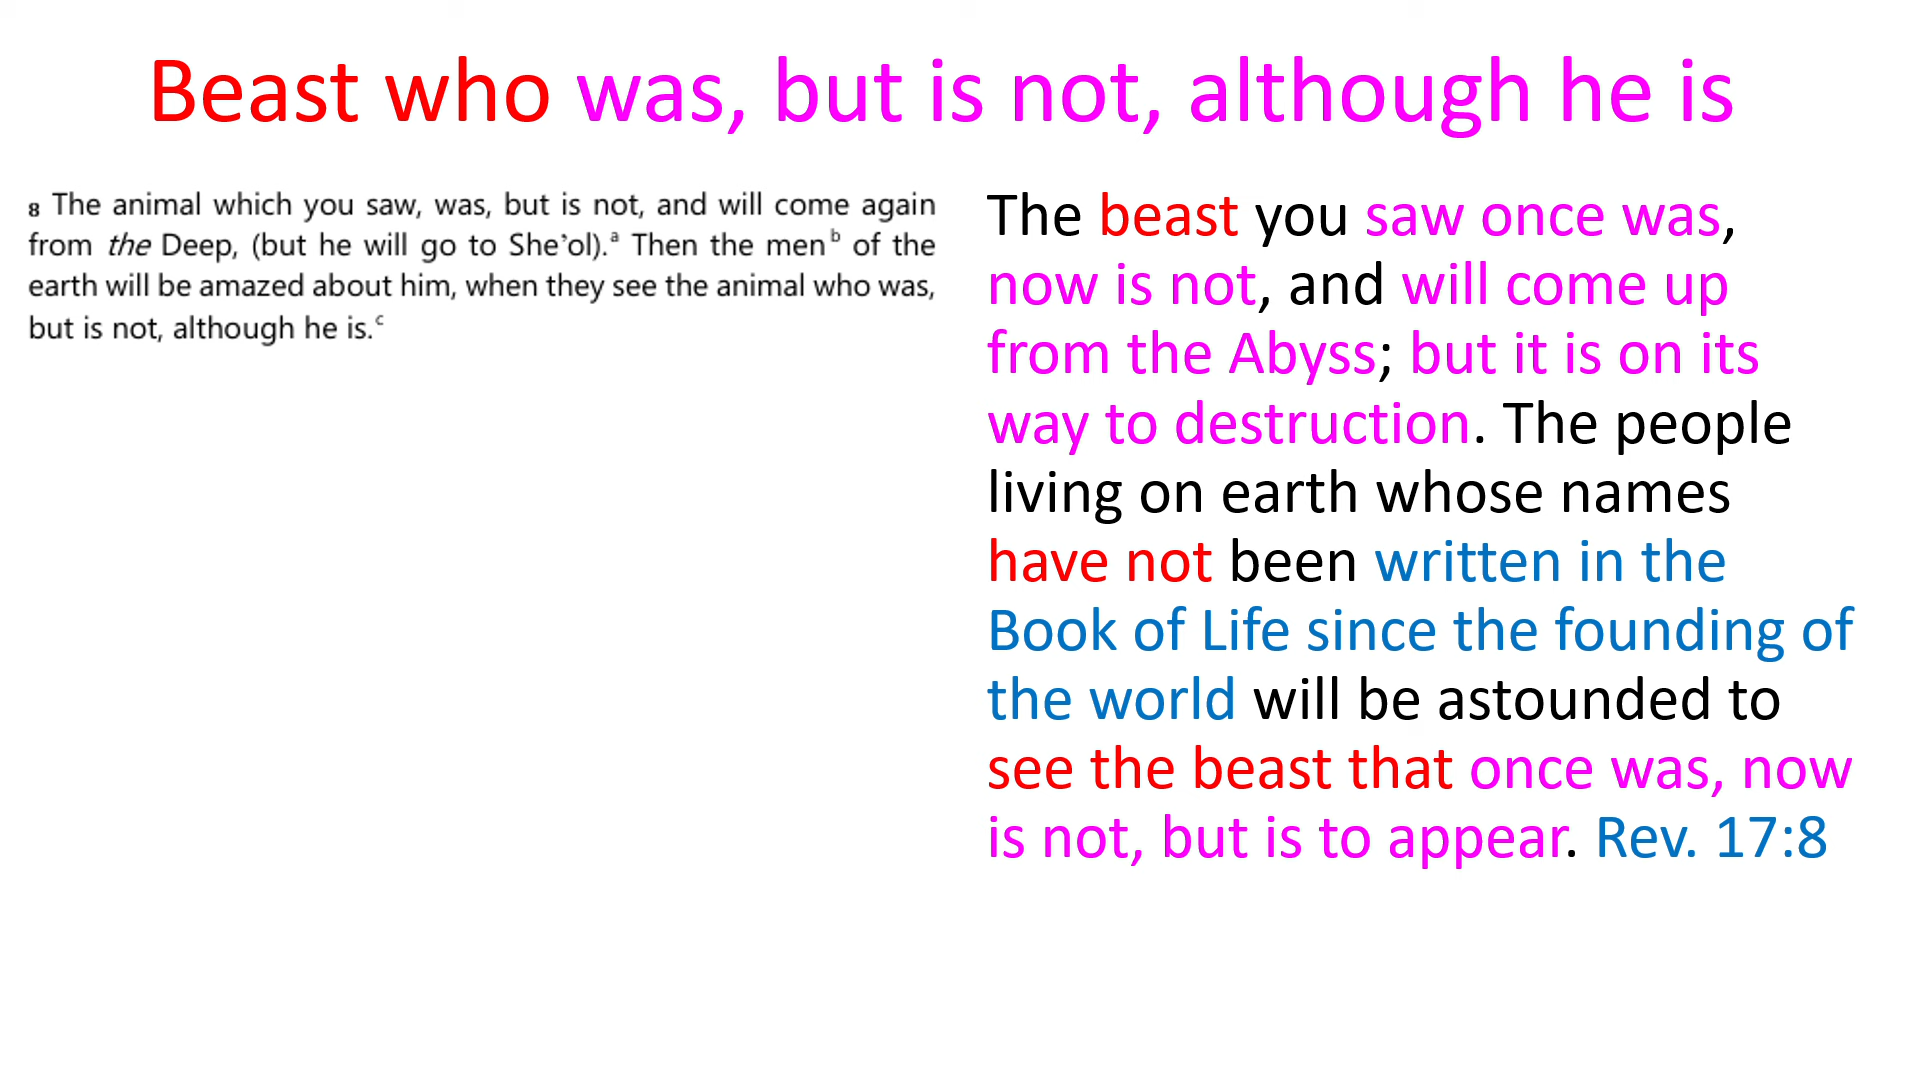 Beast who was, but is not, although he is
8 The animal which you saw, was, but is not, and will come again
from the Deep, (but he will go to She’ol).a Then the men b of the
earth will be amazed about him, when they see the animal who was,
but is not, although he is.c
The beast you saw once was,
now is not, and will come up
from the Abyss; but it is on its
way to destruction. The people
living on earth whose names
have not been written in the
Book of Life since the founding of
the world will be astounded to
see the beast that once was, now
is not, but is to appear. Rev. 17:8